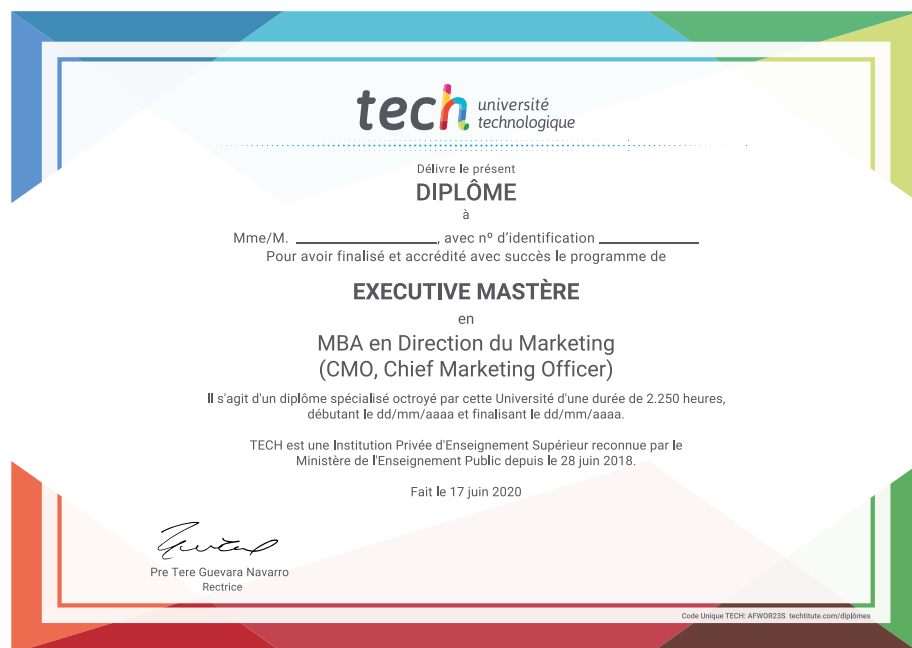 tech université
technologique
Délivre le présent
DIPLÔME
à
Mme/M. ____________________, avec nº d'identification ______________
Pour avoir finalisé et accrédité avec succès le programme de
EXECUTIVE MASTÈRE
en
MBA en Direction du Marketing
(CMO, Chief Marketing Officer)
Il s'agit d'un diplôme spécialisé octroyé par cette Université d'une durée de 2.250 heures,
débutant le dd/mm/aaaa et finalisant le dd/mm/aaaa.
TECH est une Institution Privée d'Enseignement Supérieur reconnue par le
Ministère de l'Enseignement Public depuis le 28 juin 2018.
Fait le 17 juin 2020
Pre Tere Guevara Navarro
Rectrice
Code Unique TECH: AFWOR23S techtitute.com/diplômes